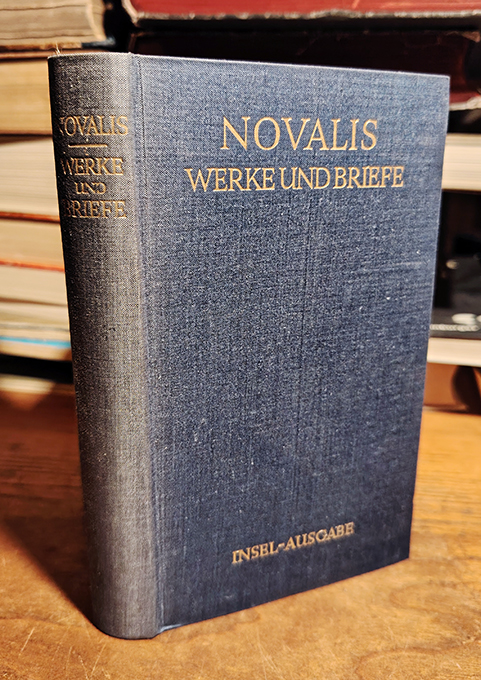 NOVALIS
WERKE
UND
BRIEFE
NOVALIS
WERKE UND BRIEFE
INSEL-AUSGABE